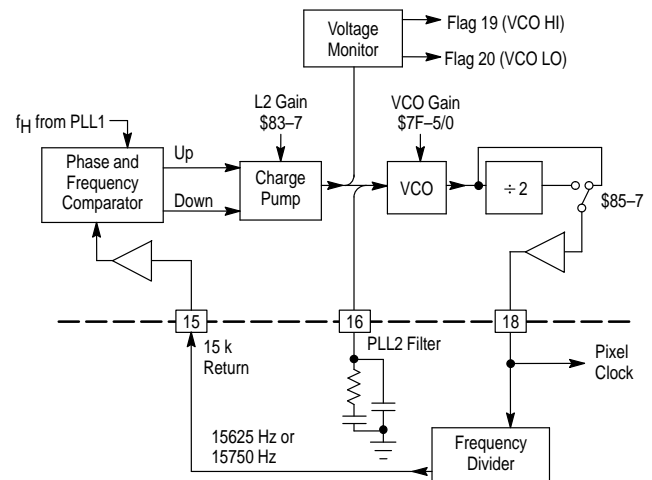 Voltage
Monitor
Flag 19 (VCO HI)
Flag 20 (VCO LO)
L2 Gain
$83–7
VCO Gain
$7F–5/0
fH from PLL1
Phase and
Frequency
Comparator
Up
Down
Charge
Pump
VCO
÷ 2
$85–7
15
16
18
15 k
Return
PLL2 Filter
Pixel
Clock
15625 Hz or
15750 Hz
Frequency
Divider